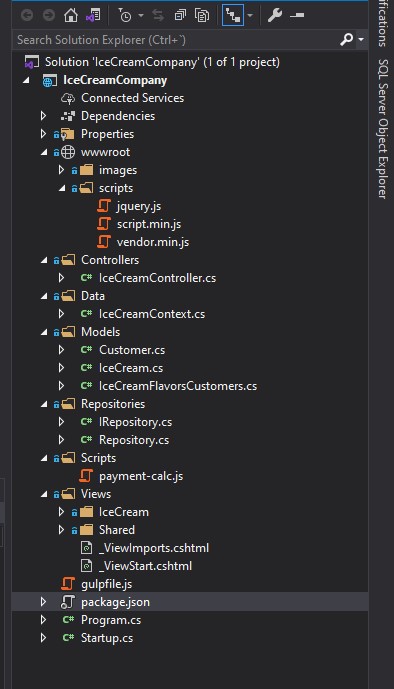 Search Solution Explorer (Ctrl+¨)
Solution 'IceCreamCompany' (1 of 1 project)
IceCreamCompany
Connected Services
Dependencies
Properties
wwwroot
images
scripts
jquery.js
script.min.js
vendor.min.js
Controllers
C# IceCreamController.cs
Data
C# IceCreamContext.cs
Models
C# Customer.cs
C# IceCream.cs
C# IceCreamFlavorsCustomers.cs
Repositories
C# IRepository.cs
C# Repository.cs
Scripts
payment-calc.js
Views
IceCream
Shared
_ViewImports.cshtml
_ViewStart.cshtml
gulpfile.js
package.json
C# Program.cs
C# Startup.cs
SQL Server Object Explorer